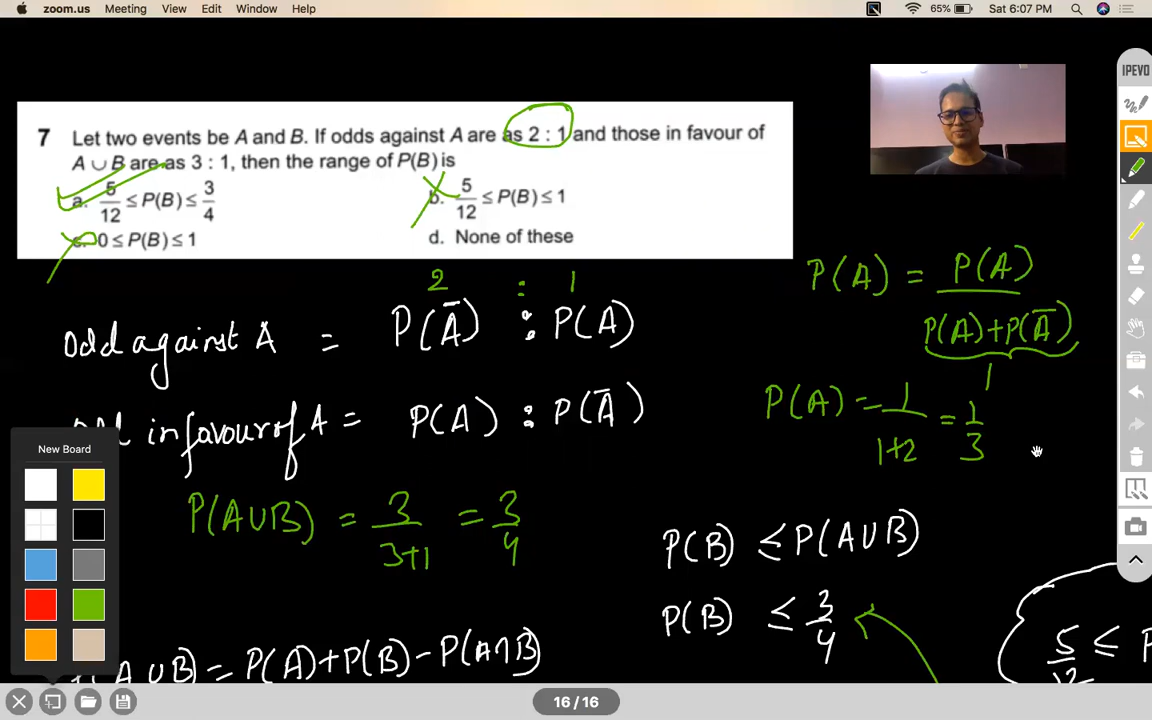 zoom.us Meeting View Edit Window Help 65% Sat 6:07 PM
IPEVO
7 Let two events be A and B. If odds against A are as 2 : 1 and those in favour of
A ∪ B are as 3 : 1, then the range of P(B) is
a. 5/12 ≤ P(B) ≤ 3/4
b. 5/12 ≤ P(B) ≤ 1
c. 0 ≤ P(B) ≤ 1
d. None of these
2 : 1
Odd against A = P(Ā) : P(A)
in favour of A = P(A) : P(Ā)
P(A) = P(A) / P(A)+P(Ā)
1
P(A) = 1/1+2 = 1/3
New Board
P(A∪B) = 3/3+1 = 3/4
P(B) ≤ P(A∪B)
P(B) ≤ 3/4
(A∪B) = P(A)+P(B)-P(A∩B)
5/12 ≤ P
16 / 16